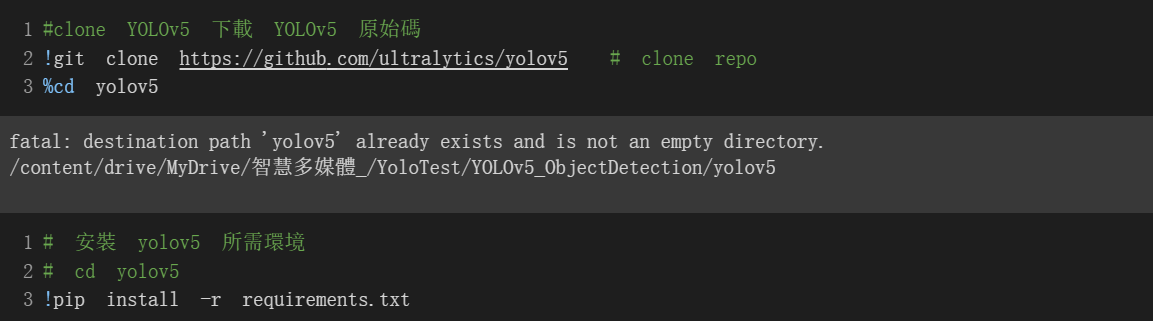 1 #clone YOLOv5 下載 YOLOv5 原始碼
2 !git clone https://github.com/ultralytics/yolov5 # clone repo
3 %cd yolov5
fatal: destination path 'yolov5' already exists and is not an empty directory.
/content/drive/MyDrive/智慧多媒體_/YoloTest/YOLOv5_ObjectDetection/yolov5
1 # 安裝 yolov5 所需環境
2 # cd yolov5
3 !pip install -r requirements.txt